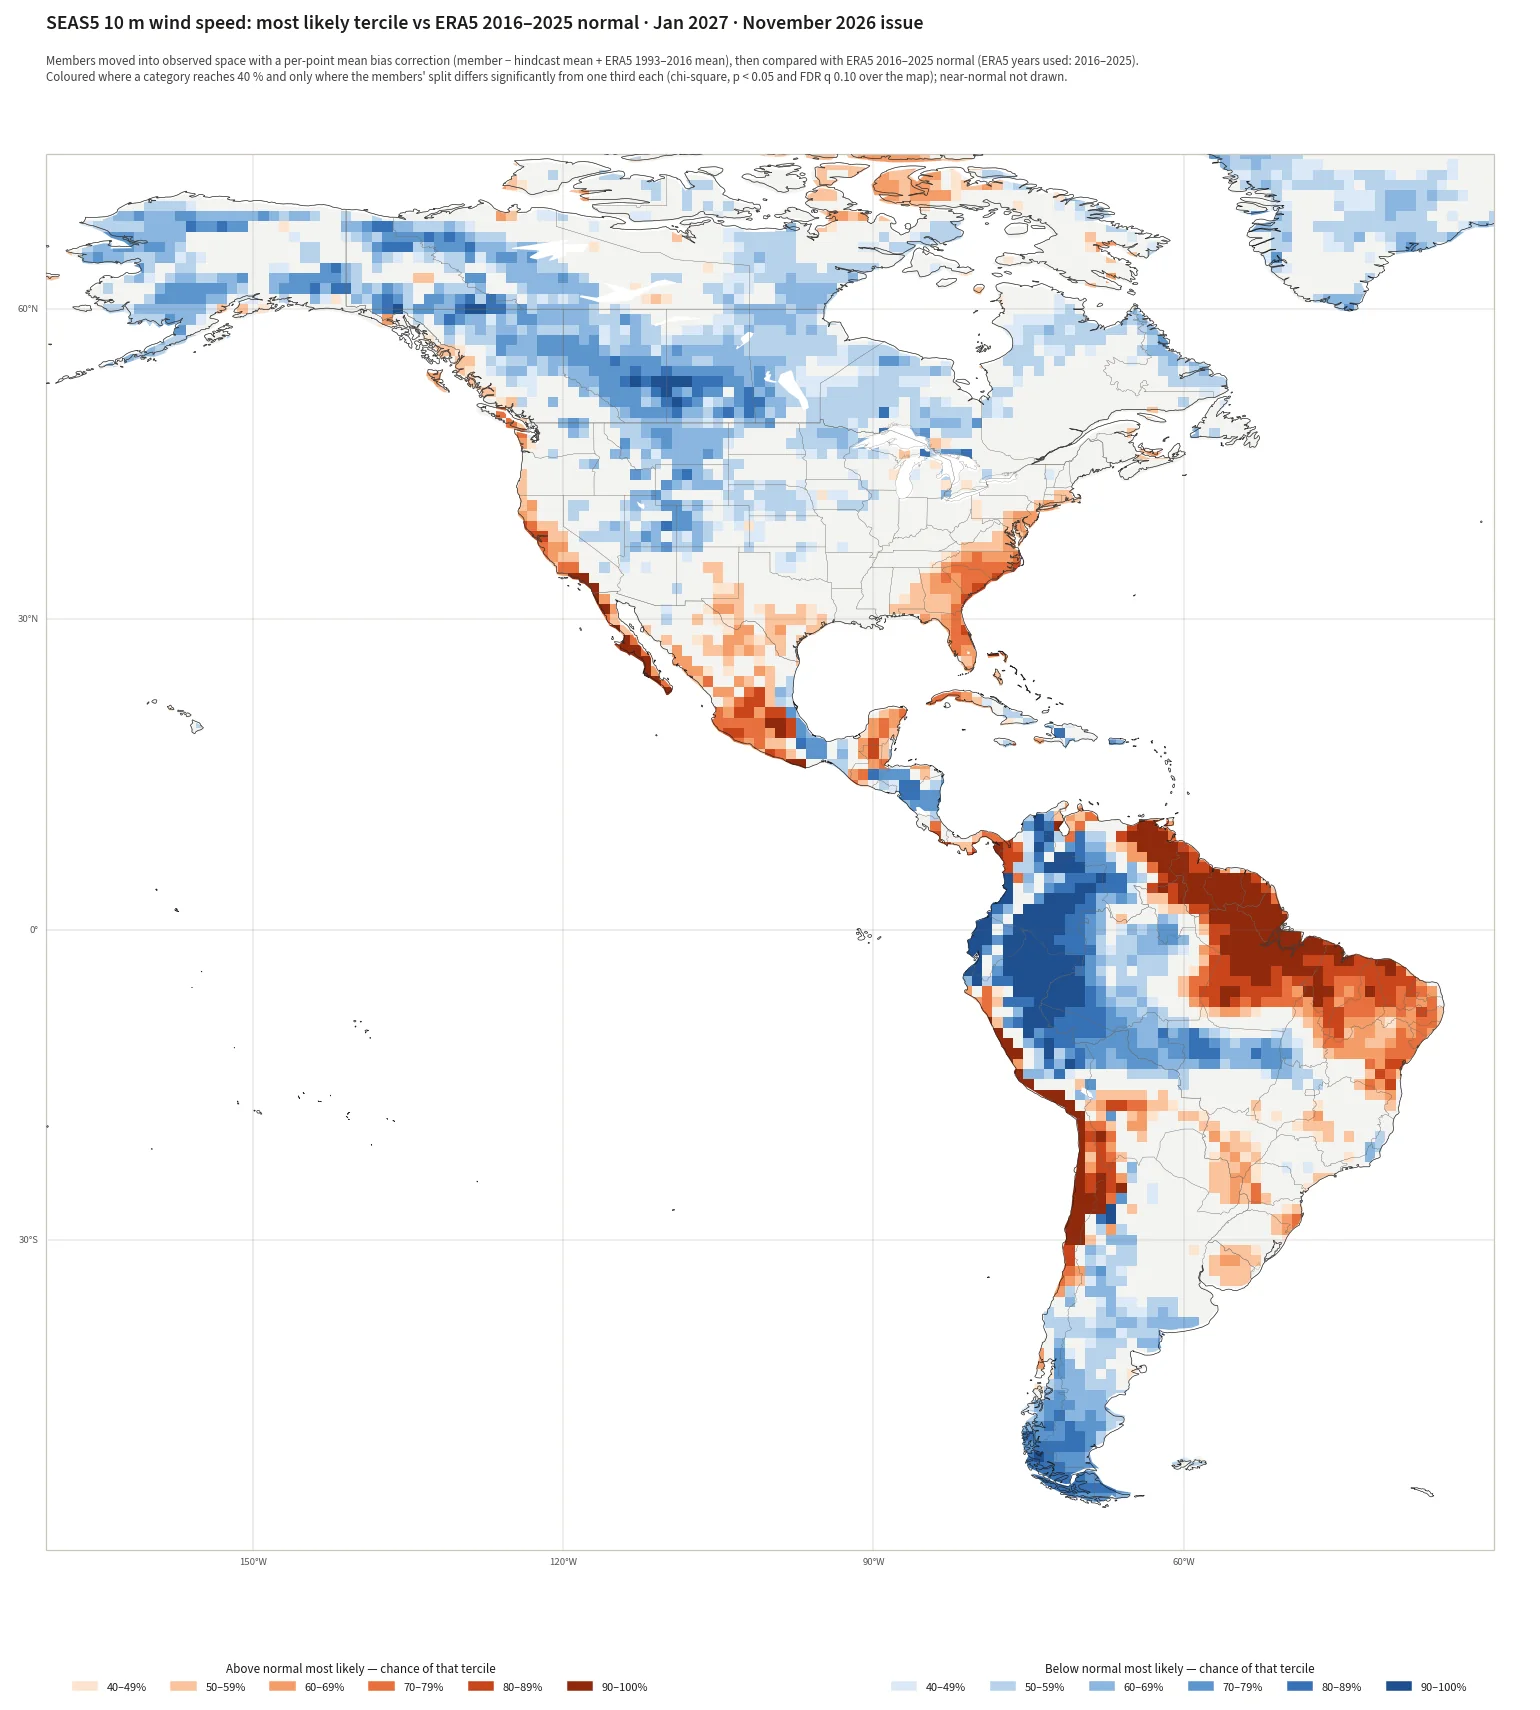 SEAS5 10 m wind speed: most likely tercile vs ERA5 2016–2025 normal · Jan 2027 · November 2026 issue
Members moved into observed space with a per-point mean bias correction (member − hindcast mean + ERA5 1993–2016 mean), then compared with ERA5 2016–2025 normal (ERA5 years used: 2016–2025).
Coloured where a category reaches 40 % and only where the members' split differs significantly from one third each (chi-square, p < 0.05 and FDR q 0.10 over the map); near-normal not drawn.
60°N
30°N
0°
30°S
150°W 120°W 90°W 60°W
Above normal most likely — chance of that tercile
40–49% 50–59% 60–69% 70–79% 80–89% 90–100%
Below normal most likely — chance of that tercile
40–49% 50–59% 60–69% 70–79% 80–89% 90–100%